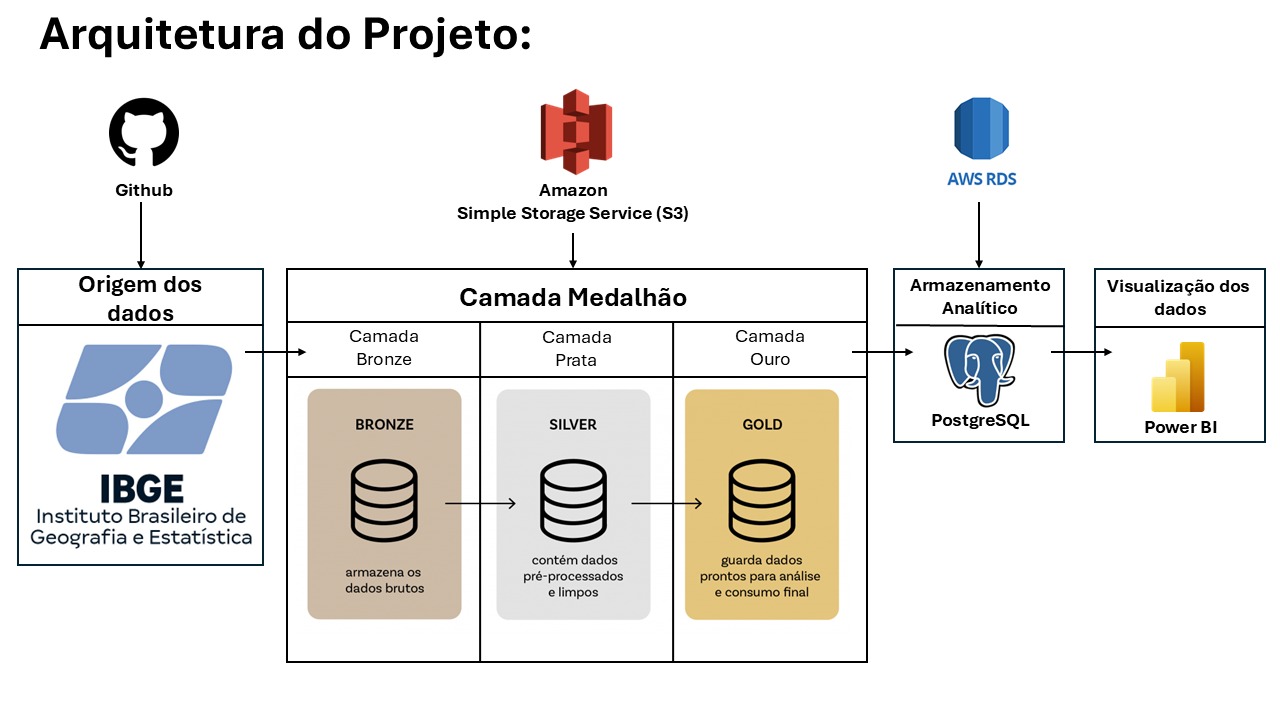 Arquitetura do Projeto:
Github
Amazon
Simple Storage Service (S3)
AWS RDS
Origem dos
dados
IBGE
Instituto Brasileiro de
Geografia e Estatística
Camada Medalhão
Camada
Bronze
Camada
Prata
Camada
Ouro
BRONZE
armazena os
dados brutos
SILVER
contém dados
pré-processados
e limpos
GOLD
guarda dados
prontos para análise
e consumo final
Armazenamento
Analítico
PostgreSQL
Visualização dos
dados
Power BI